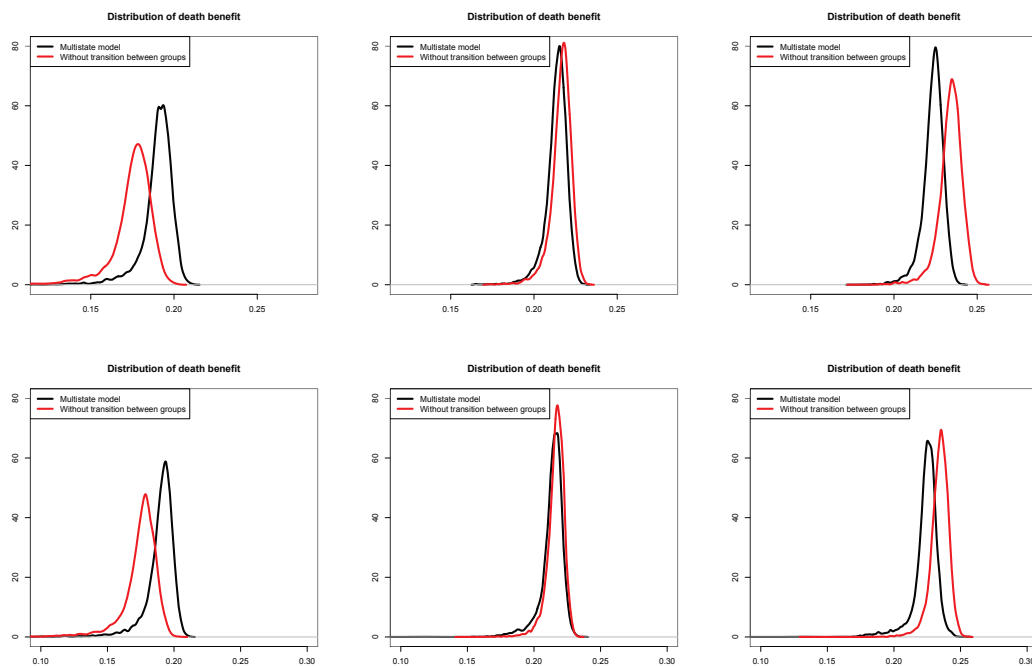 Distribution of death benefit
Multistate model
Without transition between groups
80
60
40
20
0
0.15 0.20 0.25
Distribution of death benefit
Multistate model
Without transition between groups
80
60
40
20
0
0.15 0.20 0.25
Distribution of death benefit
Multistate model
Without transition between groups
80
60
40
20
0
0.15 0.20 0.25
Distribution of death benefit
Multistate model
Without transition between groups
80
60
40
20
0
0.10 0.15 0.20 0.25 0.30
Distribution of death benefit
Multistate model
Without transition between groups
80
60
40
20
0
0.10 0.15 0.20 0.25 0.30
Distribution of death benefit
Multistate model
Without transition between groups
80
60
40
20
0
0.10 0.15 0.20 0.25 0.30